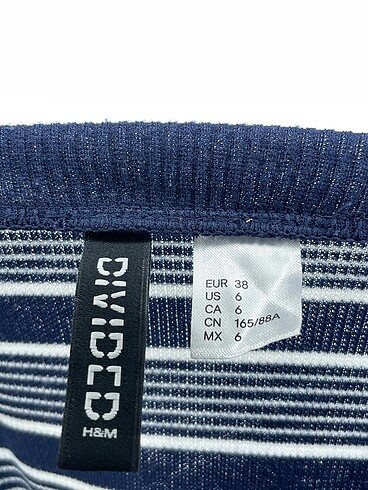 DIVIDED
H&M
EUR 38
US 6
CA 6
CN 165/88A
MX 6